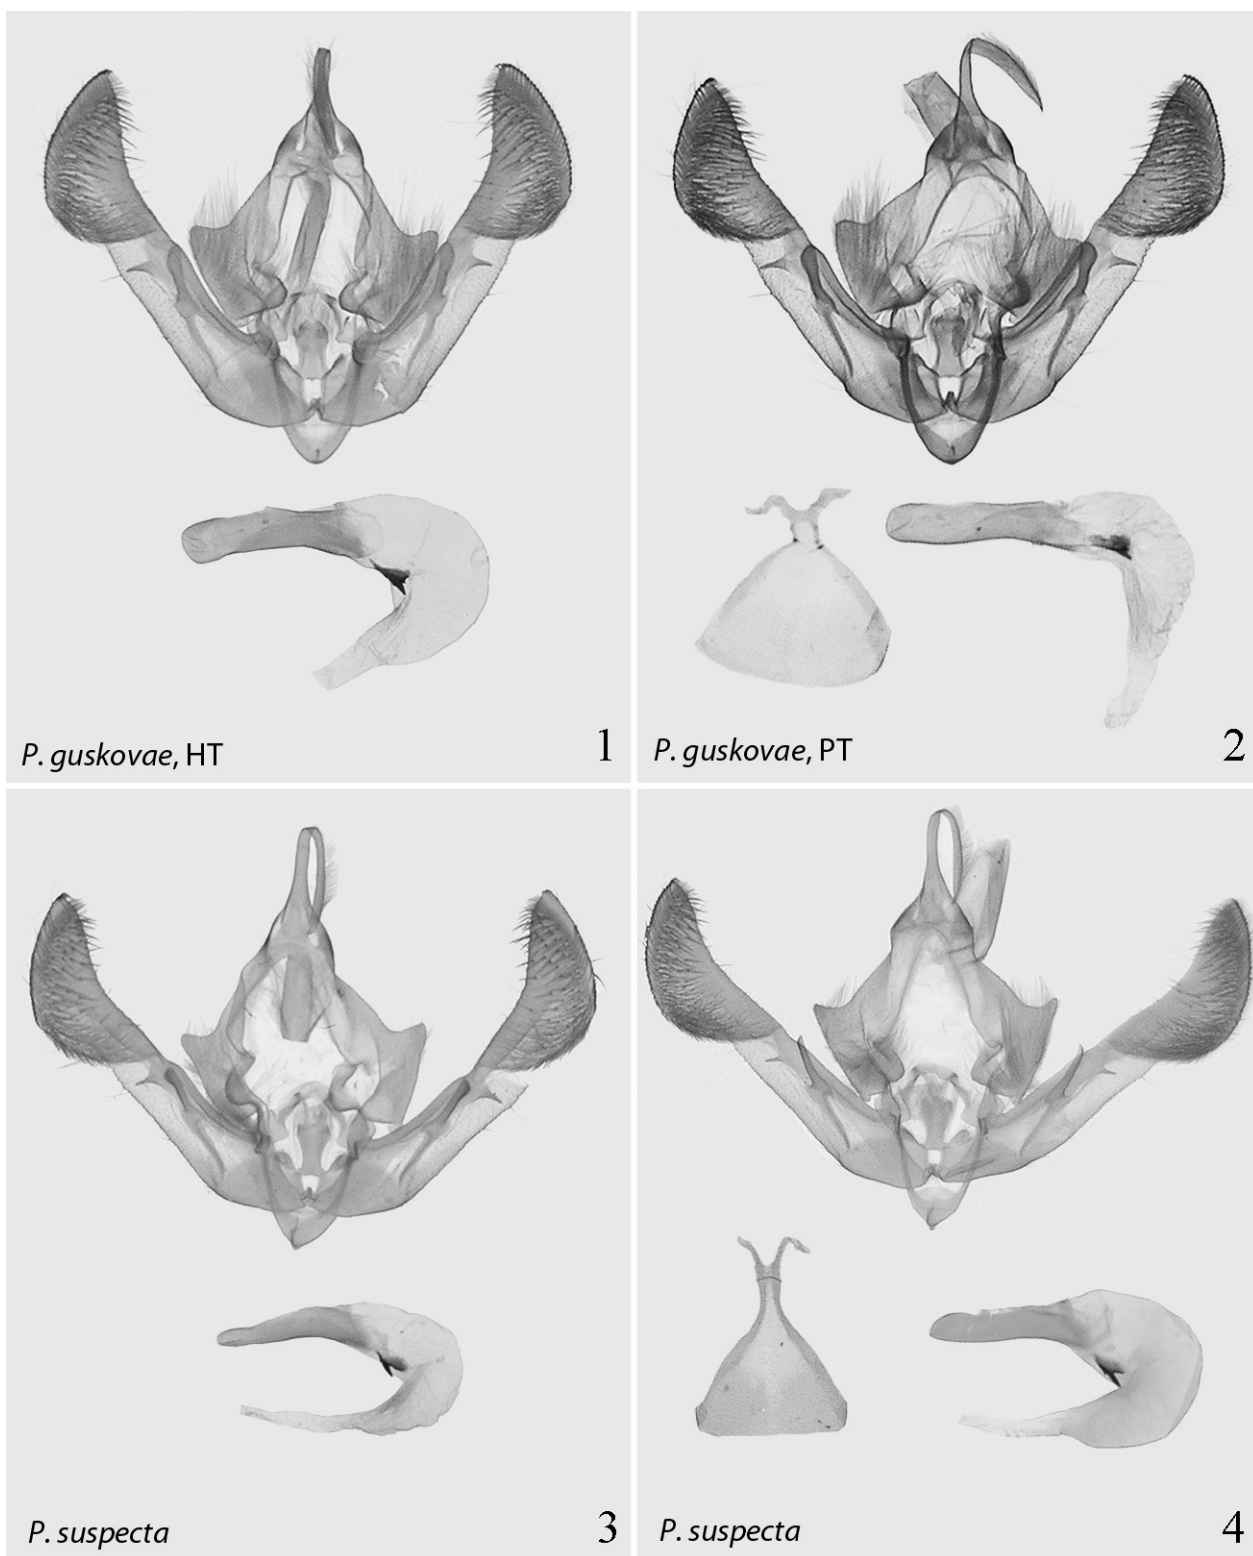 P. guskovae, HT
1
P. guskovae, PT
2
P. suspecta
3
P. suspecta
4